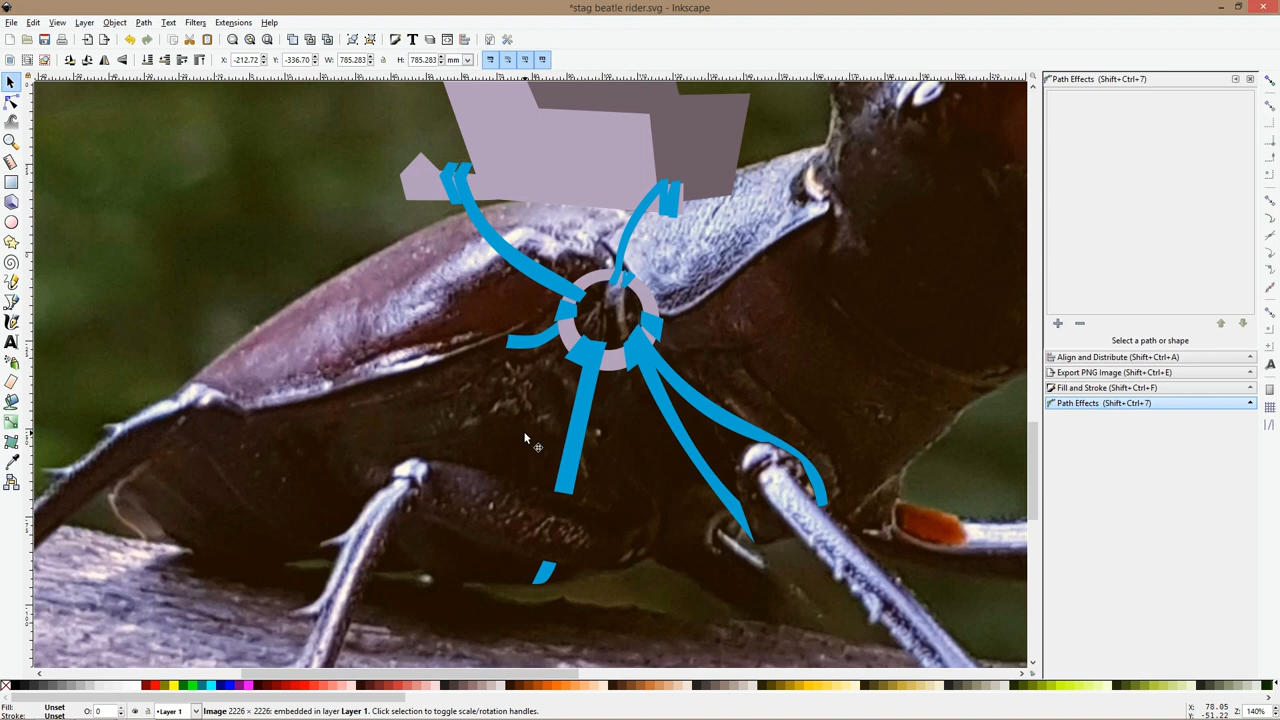 *stag beatle rider.svg - Inkscape
File Edit View Layer Object Path Text Filters Extensions Help
X: -212.72 Y: -336.70 W: 785.283 H: 785.283 mm
Path Effects (Shift+Ctrl+7)
Select a path or shape
Align and Distribute (Shift+Ctrl+A)
Export PNG Image (Shift+Ctrl+E)
Fill and Stroke (Shift+Ctrl+F)
Path Effects (Shift+Ctrl+7)
Fill: Unset
Stroke: Unset
O: 0
•Layer 1
Image 2226 × 2226: embedded in layer Layer 1. Click selection to toggle scale/rotation handles.
X: 78.05
Y: -51.22
Z: 140%